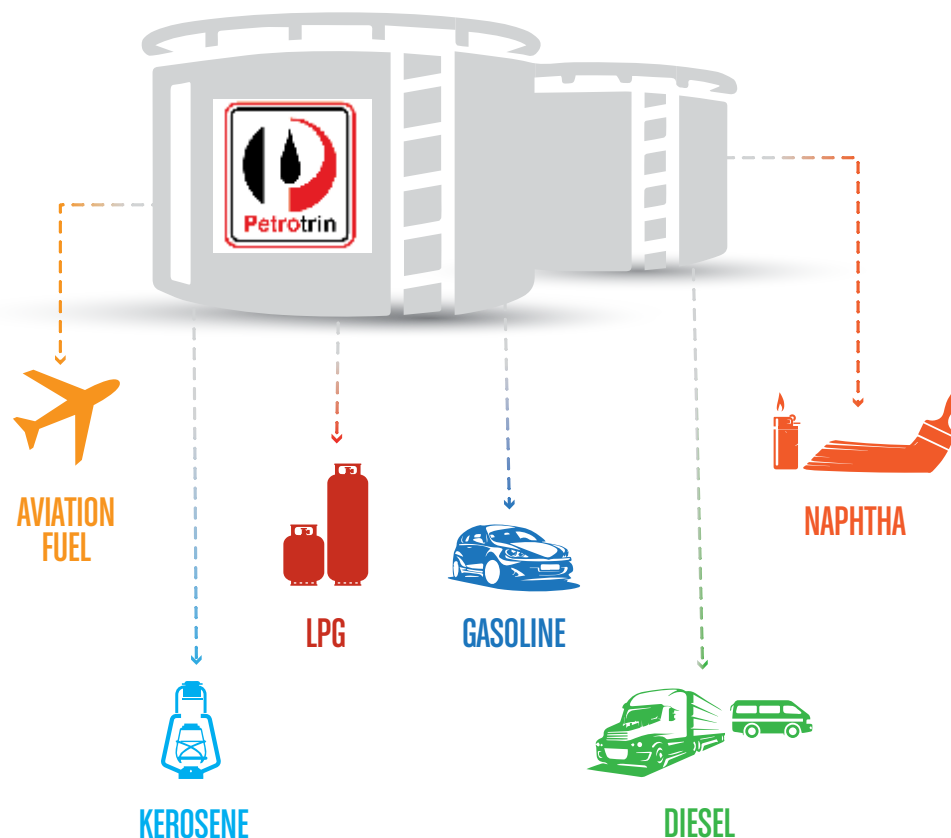 Petrotrin
AVIATION
FUEL
NAPHTHA
LPG
GASOLINE
KEROSENE
DIESEL